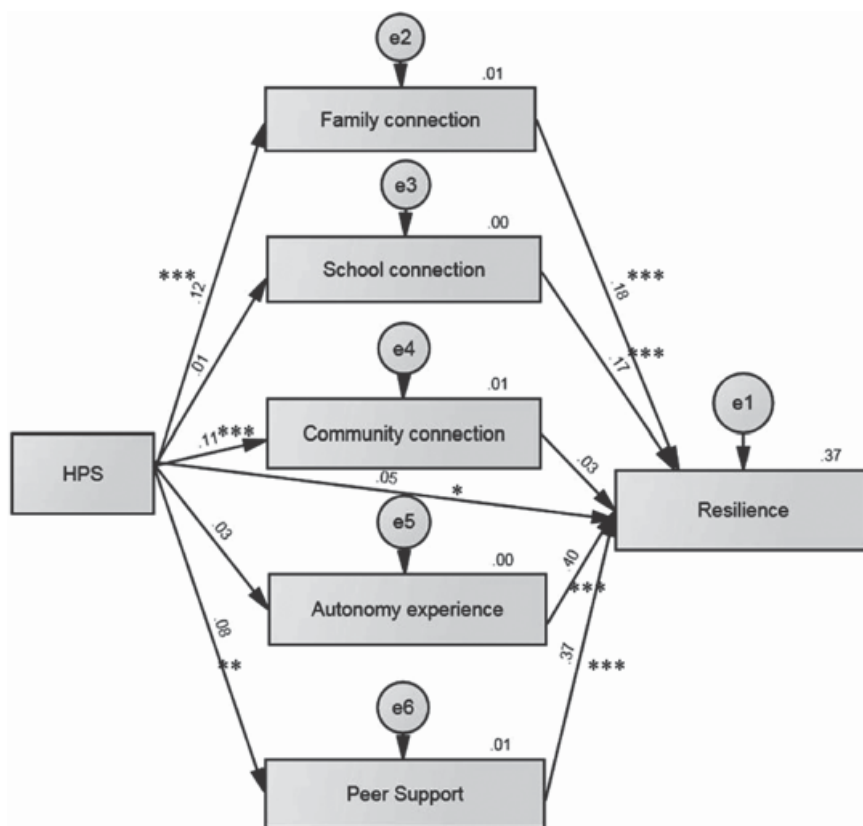 e2
.01
Family connection
e3
.00
School connection
***
.12
.18
***
.01
.17
***
e4
.01
Community connection
e1
.37
HPS
.11***
.03
Resilience
.05
*
e5
.00
.03
Autonomy experience
.40
***
.08
**
.37
***
e6
.01
Peer Support